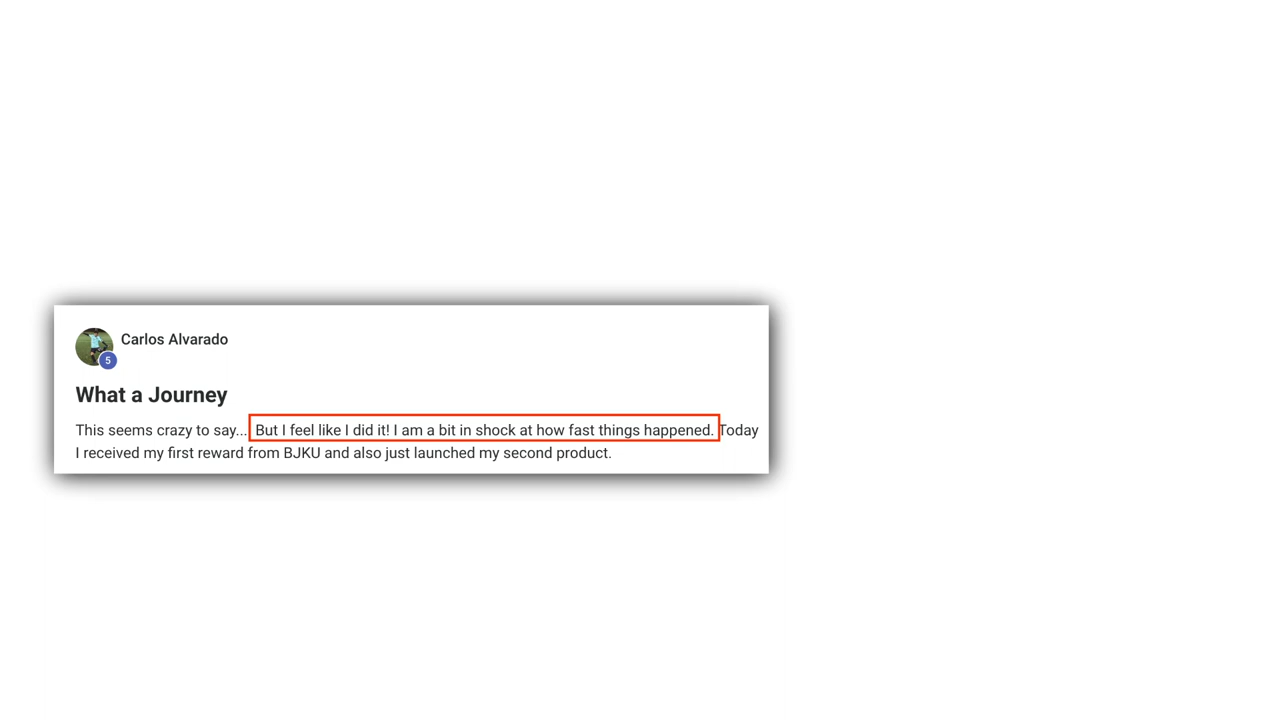 Carlos Alvarado
5
What a Journey
This seems crazy to say... But I feel like I did it! I am a bit in shock at how fast things happened. Today
I received my first reward from BJKU and also just launched my second product.